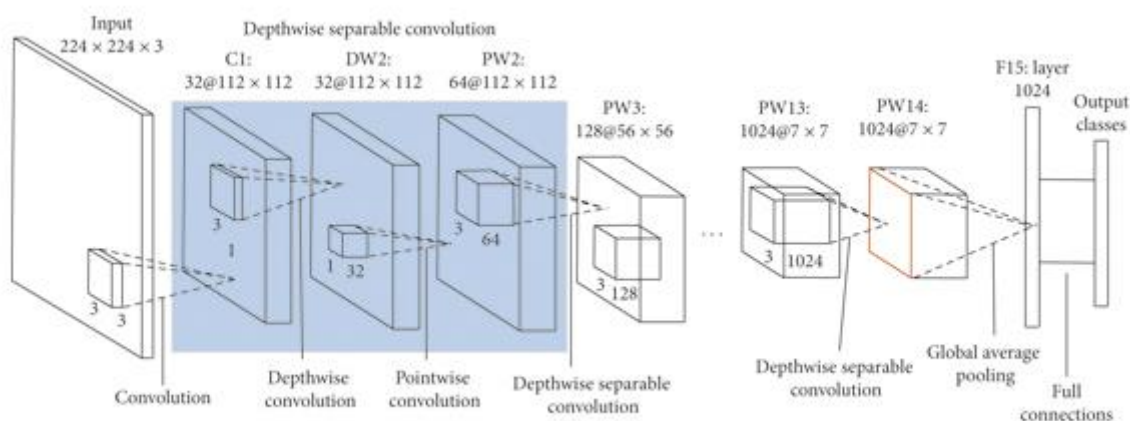 Input
224 × 224 × 3
Depthwise separable convolution
C1:
32@112 × 112
DW2:
32@112 × 112
PW2:
64@112 × 112
PW3:
128@56 × 56
PW13:
1024@7 × 7
PW14:
1024@7 × 7
F15: layer
1024
Output
classes
3
3
3
1
1
32
3
64
3
128
...
3
1024
Convolution
Depthwise
convolution
Pointwise
convolution
Depthwise separable
convolution
Depthwise separable
convolution
Global average
pooling
Full
connections